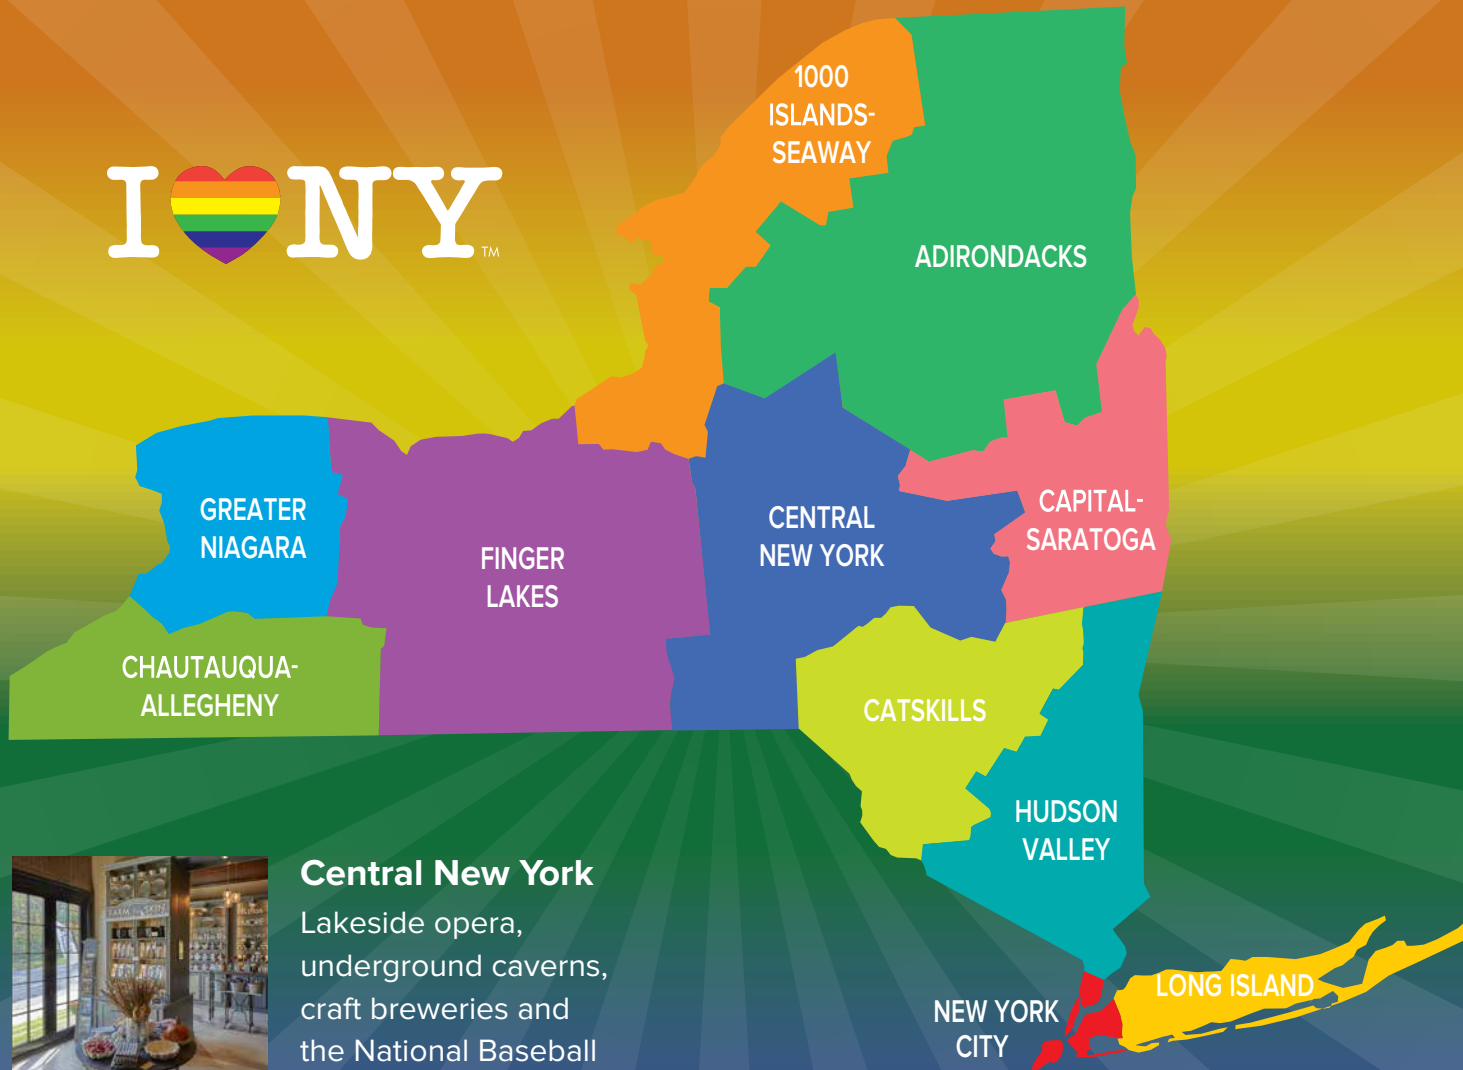 1000
ISLANDS-
SEAWAY
I NY
TM
ADIRONDACKS
GREATER
NIAGARA
FINGER
LAKES
CENTRAL
NEW YORK
CAPITAL-
SARATOGA
CHAUTAUQUA-
ALLEGHENY
CATSKILLS
HUDSON
VALLEY
LONG ISLAND
NEW YORK
CITY
Central New York
Lakeside opera,
underground caverns,
craft breweries and
the National Baseball